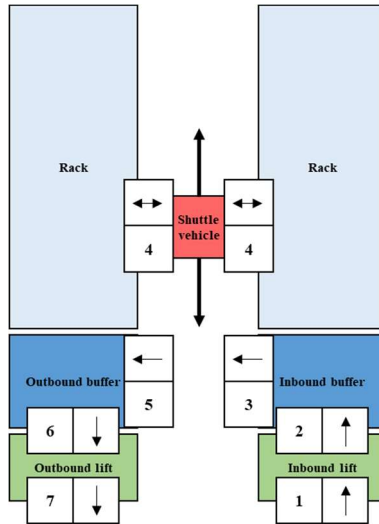 Rack
Rack
Shuttle
vehicle
4
4
Outbound buffer
Inbound buffer
5
3
6
2
Outbound lift
Inbound lift
7
1